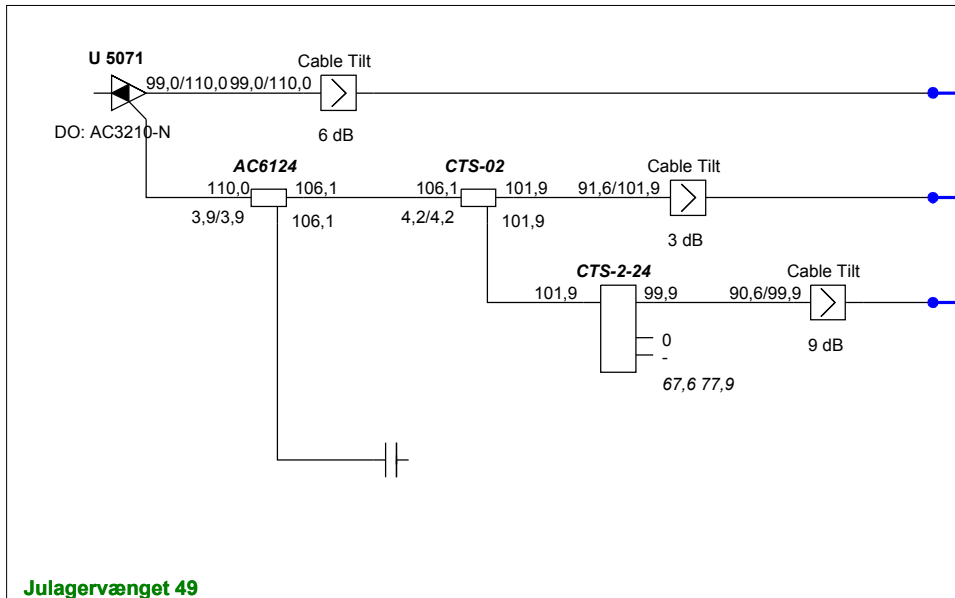 U 5071
Cable Tilt
99,0/110,0 99,0/110,0
DO: AC3210-N
6 dB
AC6124
CTS-02
Cable Tilt
110,0
106,1
106,1
101,9
91,6/101,9
3,9/3,9
106,1
4,2/4,2
101,9
3 dB
CTS-2-24
Cable Tilt
101,9
99,9
90,6/99,9
0
-
9 dB
67,6 77,9
Julagervænget 49